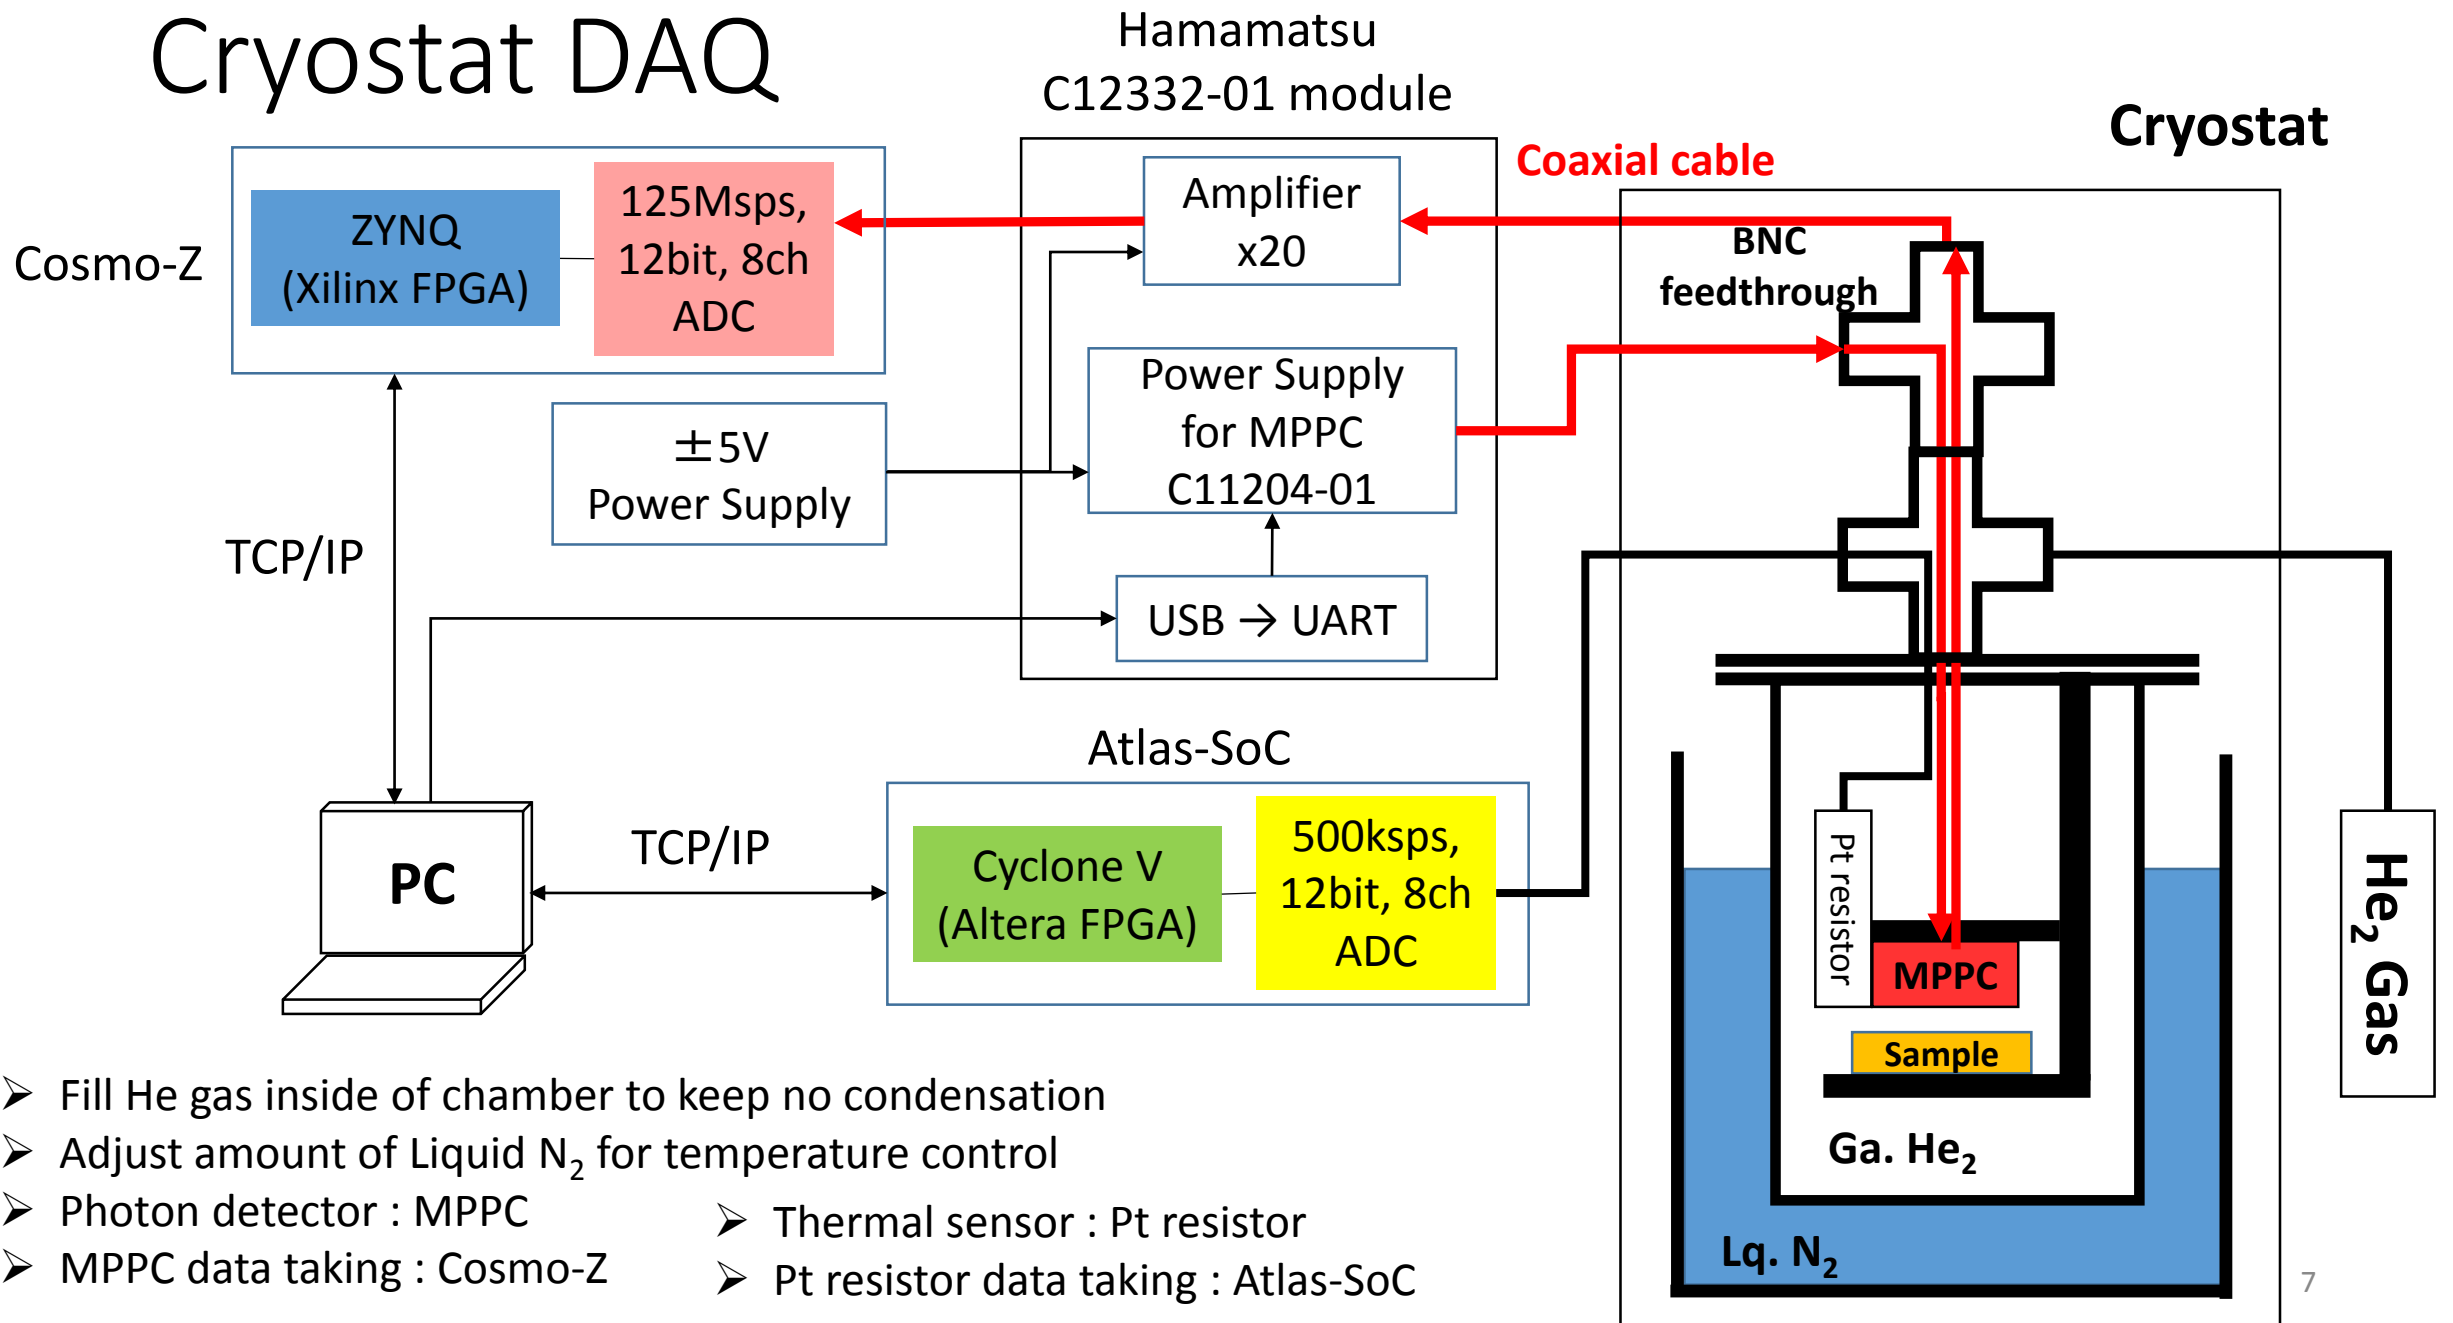 Cryostat DAQ
Hamamatsu
C12332-01 module
Cryostat
Coaxial cable
Cosmo-Z
ZYNQ
(Xilinx FPGA)
125Msps,
12bit, 8ch
ADC
Amplifier
x20
BNC
feedthrough
±5V
Power Supply
Power Supply
for MPPC
C11204-01
TCP/IP
USB → UART
Atlas-SoC
PC
TCP/IP
Cyclone V
(Altera FPGA)
500ksps,
12bit, 8ch
ADC
Pt resistor
MPPC
Sample
He₂ Gas
Ga. He₂
Lq. N₂
➢ Fill He gas inside of chamber to keep no condensation
➢ Adjust amount of Liquid N₂ for temperature control
➢ Photon detector : MPPC
➢ MPPC data taking : Cosmo-Z
➢ Thermal sensor : Pt resistor
➢ Pt resistor data taking : Atlas-SoC
7